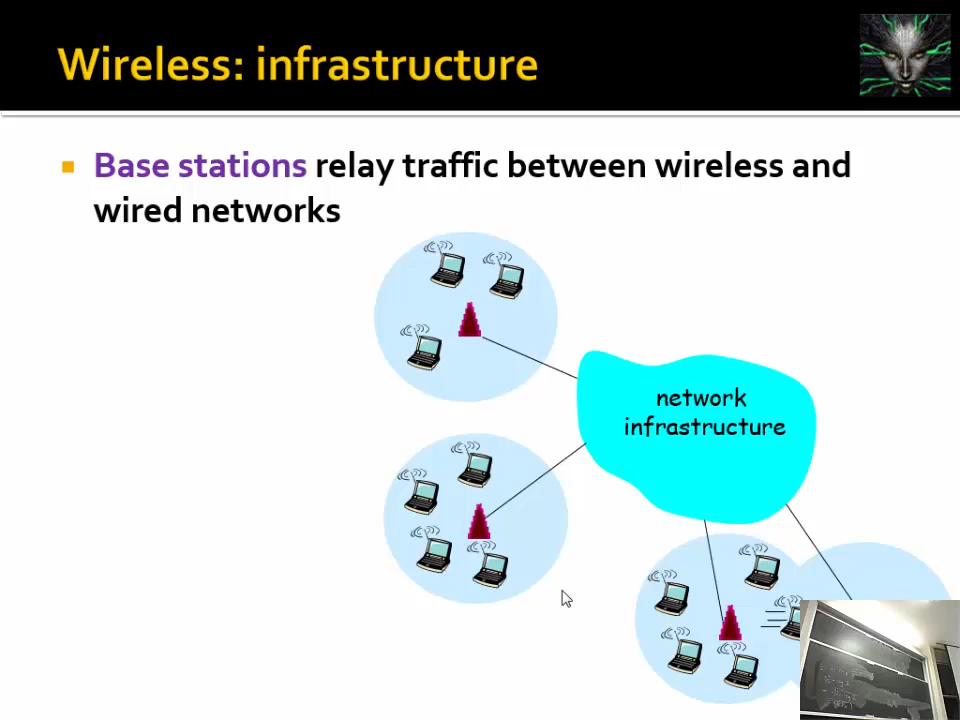 Wireless: infrastructure
Base stations relay traffic between wireless and
wired networks
network
infrastructure